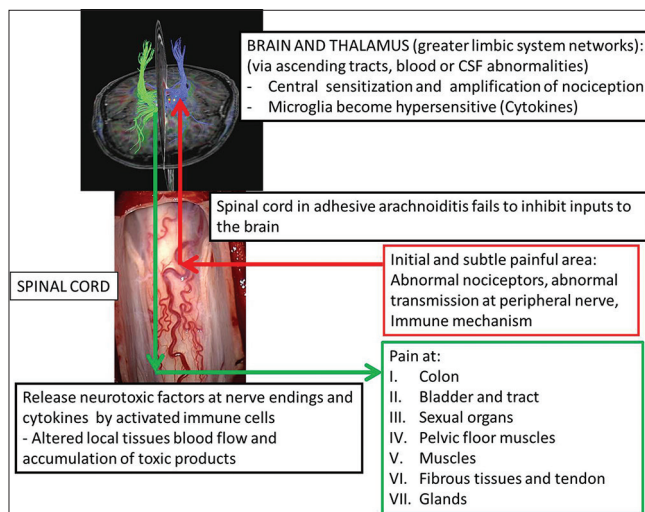 BRAIN AND THALAMUS (greater limbic system networks):
(via ascending tracts, blood or CSF abnormalities)
- Central sensitization and amplification of nociception
- Microglia become hypersensitive (Cytokines)
Spinal cord in adhesive arachnoiditis fails to inhibit inputs to
the brain
Initial and subtle painful area:
Abnormal nociceptors, abnormal
transmission at peripheral nerve,
Immune mechanism
SPINAL CORD
Release neurotoxic factors at nerve endings and
cytokines by activated immune cells
- Altered local tissues blood flow and
accumulation of toxic products
Pain at:
I. Colon
II. Bladder and tract
III. Sexual organs
IV. Pelvic floor muscles
V. Muscles
VI. Fibrous tissues and tendon
VII. Glands